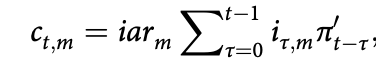 c_{t,m} = iar_m \sum_{\tau=0}^{t-1} i_{\tau,m} \pi'_{t-\tau},